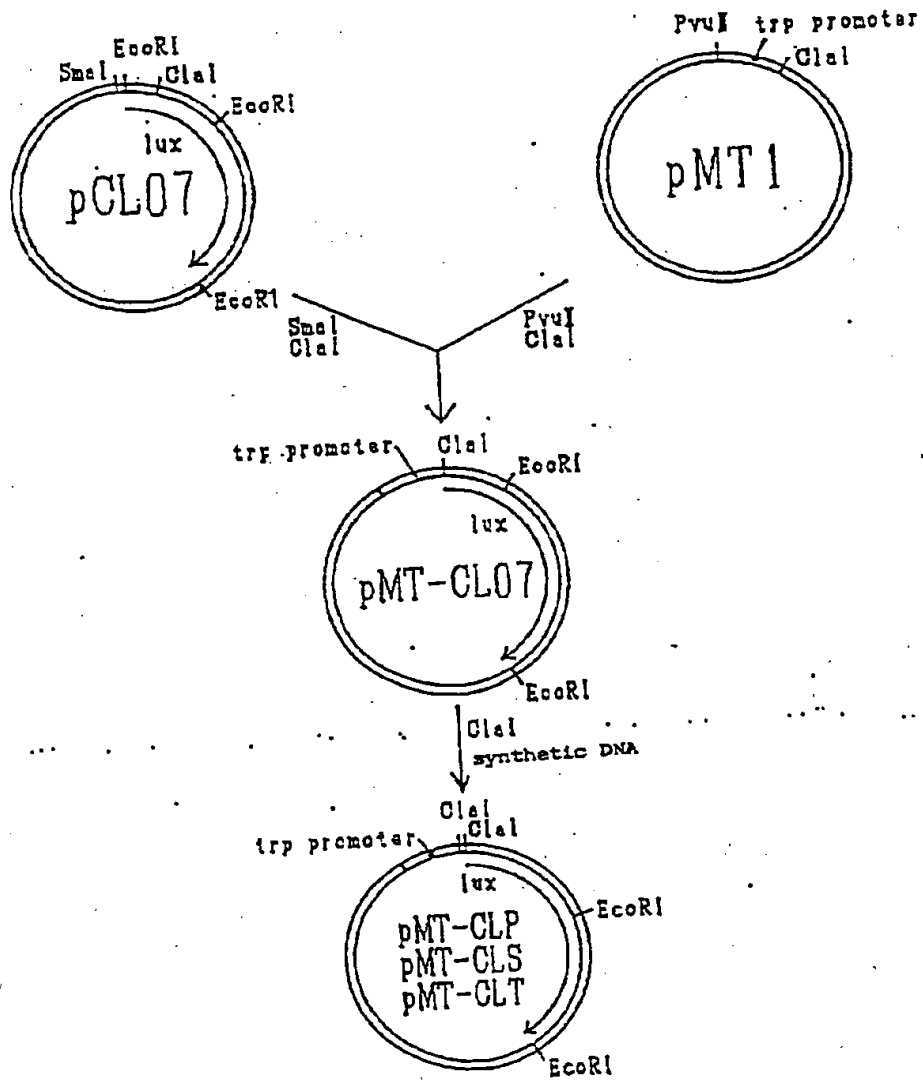 EcoRI
SmaI
ClaI
EcoRI
lux
pCL07
EcoRI
PvuⅡ
trp promoter
ClaI
pMT1
SmaI
ClaI
PvuⅡ
ClaI
trp promoter
ClaI
EcoRI
lux
pMT-CL07
EcoRI
ClaI
synthetic DNA
ClaI
ClaI
trp promoter
lux
EcoRI
pMT-CLP
pMT-CLS
pMT-CLT
EcoRI